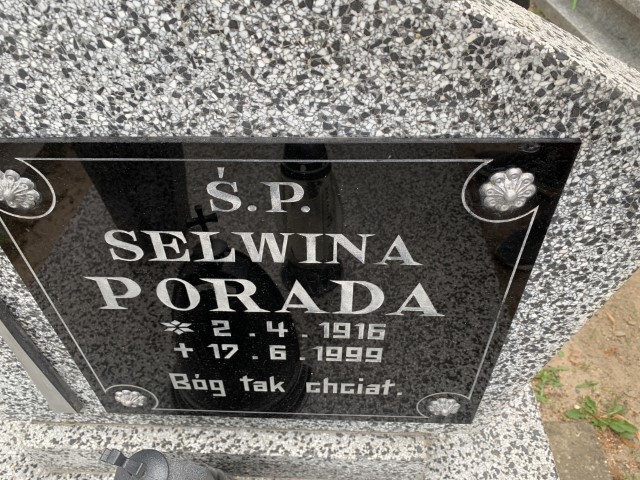 Ś.P.
SELWINA
PORADA
* 2.4.1916
+ 17.6.1999
Bóg tak chciał.